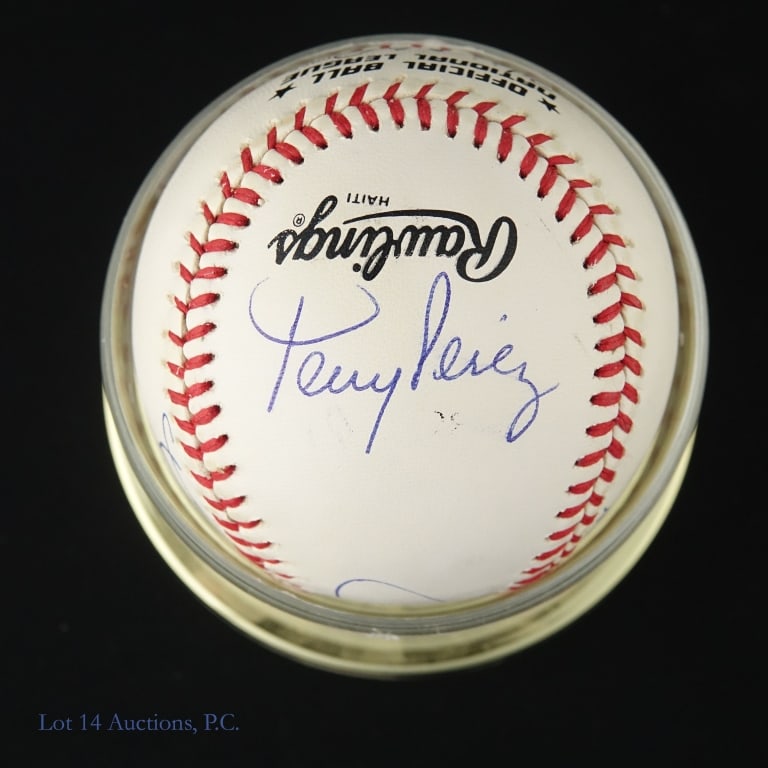 OFFICIAL BALL
NATIONAL LEAGUE
Rawlings®
HAITI
Tony Perez
Lot 14 Auctions, P.C.